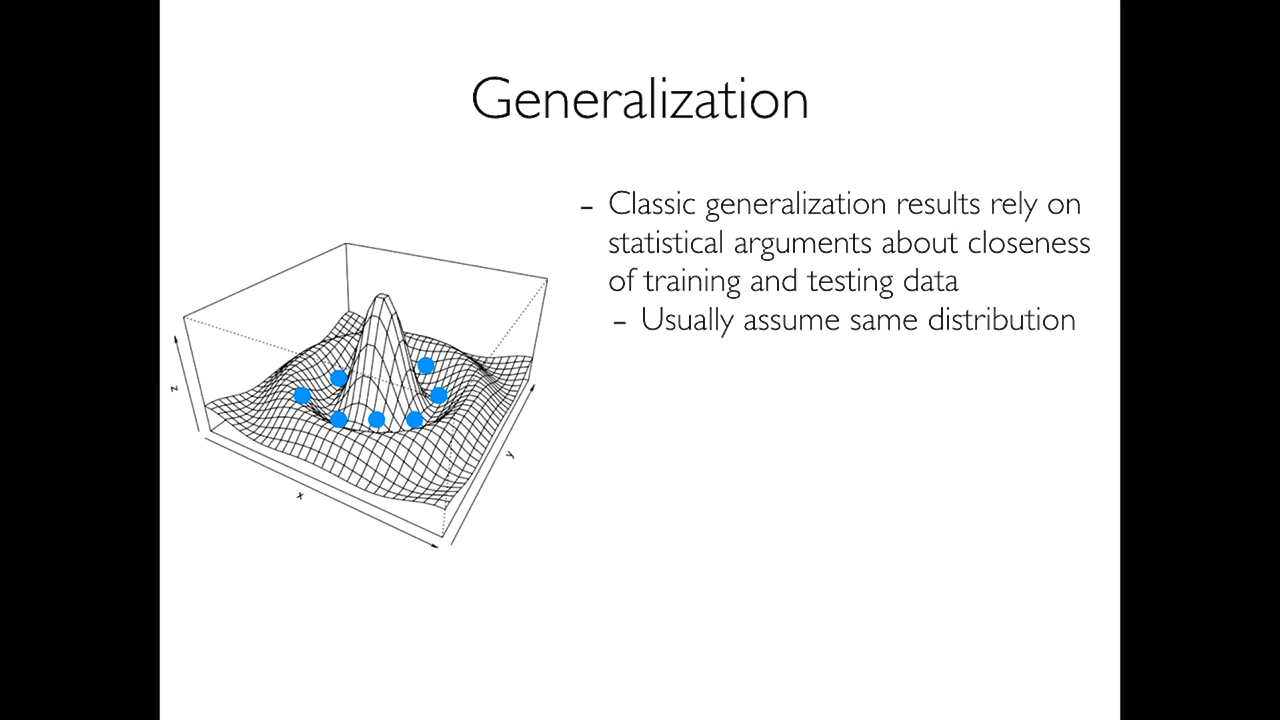 Generalization
– Classic generalization results rely on
statistical arguments about closeness
of training and testing data
– Usually assume same distribution
z
x
y